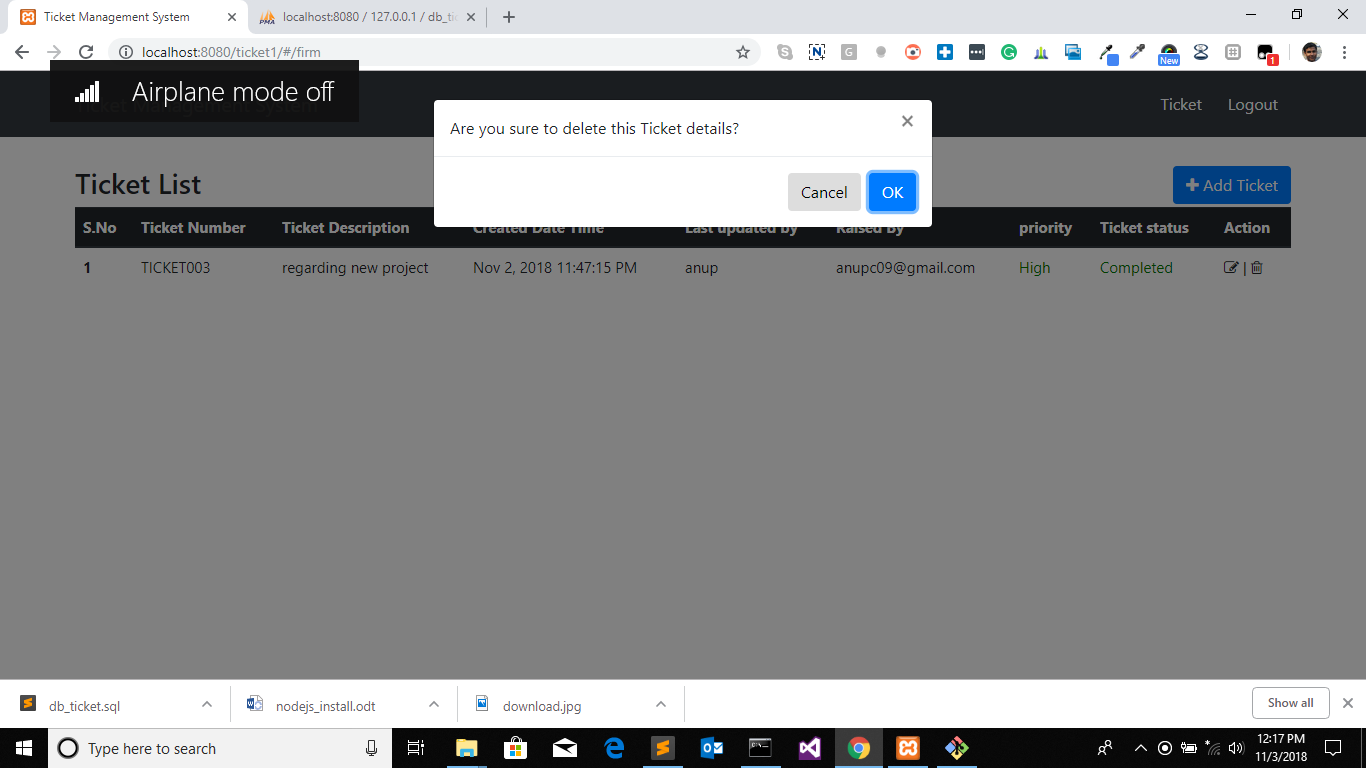 Ticket Management System
localhost:8080 / 127.0.0.1 / db_tic
localhost:8080/ticket1/#/firm
New
1
Airplane mode off
Ticket Management System
Ticket
Logout
Are you sure to delete this Ticket details?
Cancel
OK
Ticket List
Add Ticket
S.No Ticket Number Ticket Description Created Date Time Last updated by Raised By priority Ticket status Action
1 TICKET003 regarding new project Nov 2, 2018 11:47:15 PM anup anupc09@gmail.com High Completed |
db_ticket.sql
nodejs_install.odt
download.jpg
Show all
Type here to search
12:17 PM
11/3/2018